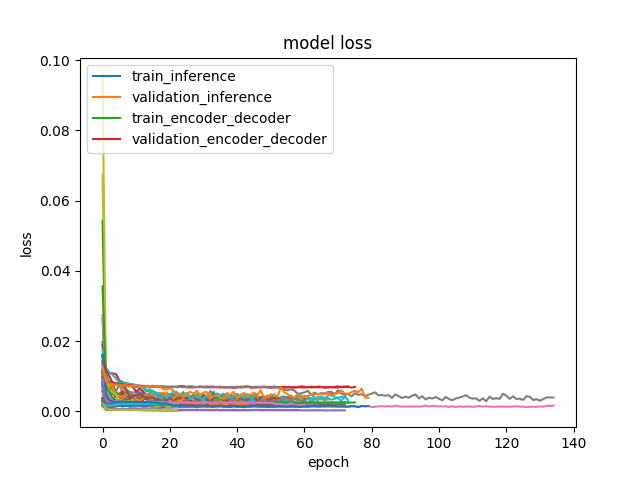 model loss
train_inference
validation_inference
train_encoder_decoder
validation_encoder_decoder
0.10
0.08
0.06
0.04
0.02
0.00
loss
0 20 40 60 80 100 120 140
epoch